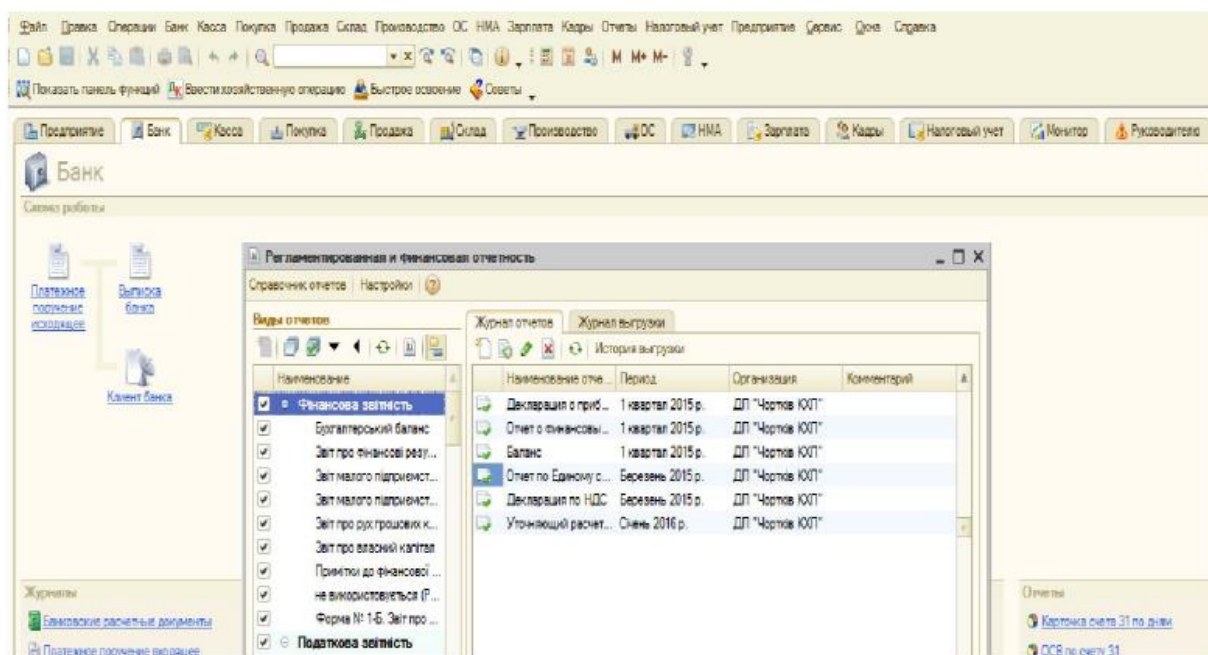 Файл Правка Операции Банк Касса Покупка Продажа Склад Производство ОС НМА Зарплата Кадры Отчеты Налоговый учет Предприятие Сервис Окна Справка
M M+ M-
Показать панель функций Ввести хозяйственную операцию Быстрое освоение Советы
Предприятие Банк Касса Покупка Продажа Склад Производство ОС НМА Зарплата Кадры Налоговый учет Монитор Руководителю
Банк
Схема работы
Платежное поручение исходящее
Выписка банка
Клиент банка
Регламентированная и финансовая отчетность
Справочник отчетов Настройки
Виды отчетов
Журнал отчетов Журнал выгрузки
История выгрузки
Наименование
Наименование отче... Период Организация Комментарий
Фінансова звітність
Бухгалтерський баланс
Звіт про фінансові резу...
Звіт малого підприємст...
Звіт малого підприємст...
Звіт про рух грошових к...
Звіт про власний капітал
Примітки до фінансової ...
не використовується (Р...
Форма № 1-Б. Звіт про ...
Податкова звітність
Декларация о приб... 1 квартал 2015 р. ДП "Чортків КХП"
Отчет о финансовы... 1 квартал 2015 р. ДП "Чортків КХП"
Баланс 1 квартал 2015 р. ДП "Чортків КХП"
Отчет по Единому с... Березень 2015 р. ДП "Чортків КХП"
Декларация по НДС Березень 2015 р. ДП "Чортків КХП"
Уточняющий расчет... Січень 2016 р. ДП "Чортків КХП"
Журналы
Банковские расчетные документы
Платежное поручение входящее
Отчеты
Карточка счета 31 по дням
ОСВ по счету 31